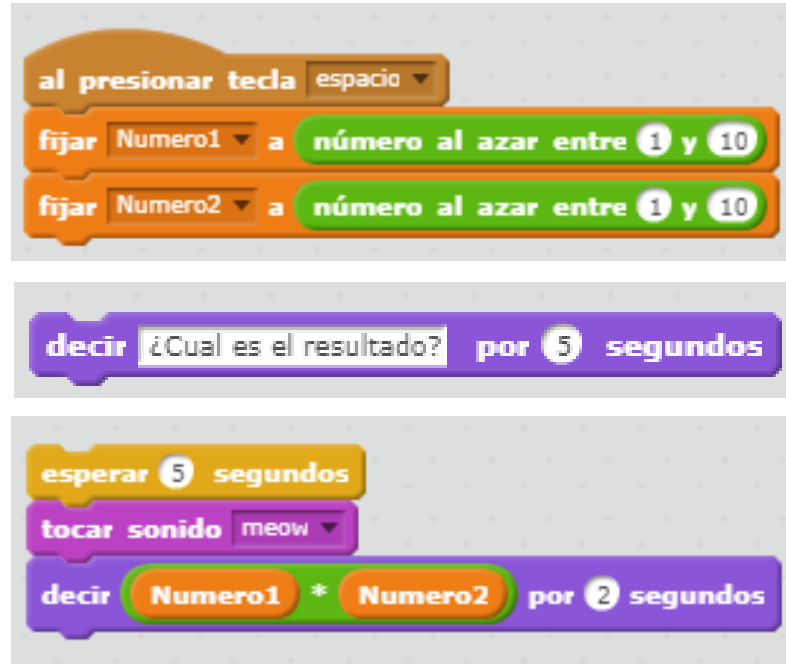 al presionar tecla espacio
fijar Numero1 a número al azar entre 1 y 10
fijar Numero2 a número al azar entre 1 y 10
decir ¿Cual es el resultado? por 5 segundos
esperar 5 segundos
tocar sonido meow
decir Numero1 * Numero2 por 2 segundos